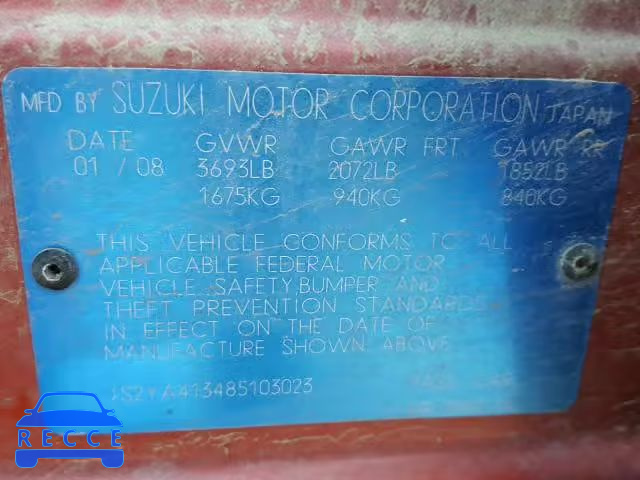 MFD BY SUZUKI MOTOR CORPORATION JAPAN
DATE GVWR GAWR FRT GAWR RR
01 / 08 3693LB 2072LB 1852LB
1675KG 940KG 840KG
THIS VEHICLE CONFORMS TO ALL
APPLICABLE FEDERAL MOTOR
VEHICLE SAFETY,BUMPER AND
THEFT PREVENTION STANDARDS
IN EFFECT ON THE DATE OF
MANUFACTURE SHOWN ABOVE
JS2YA413485103023
RECCE